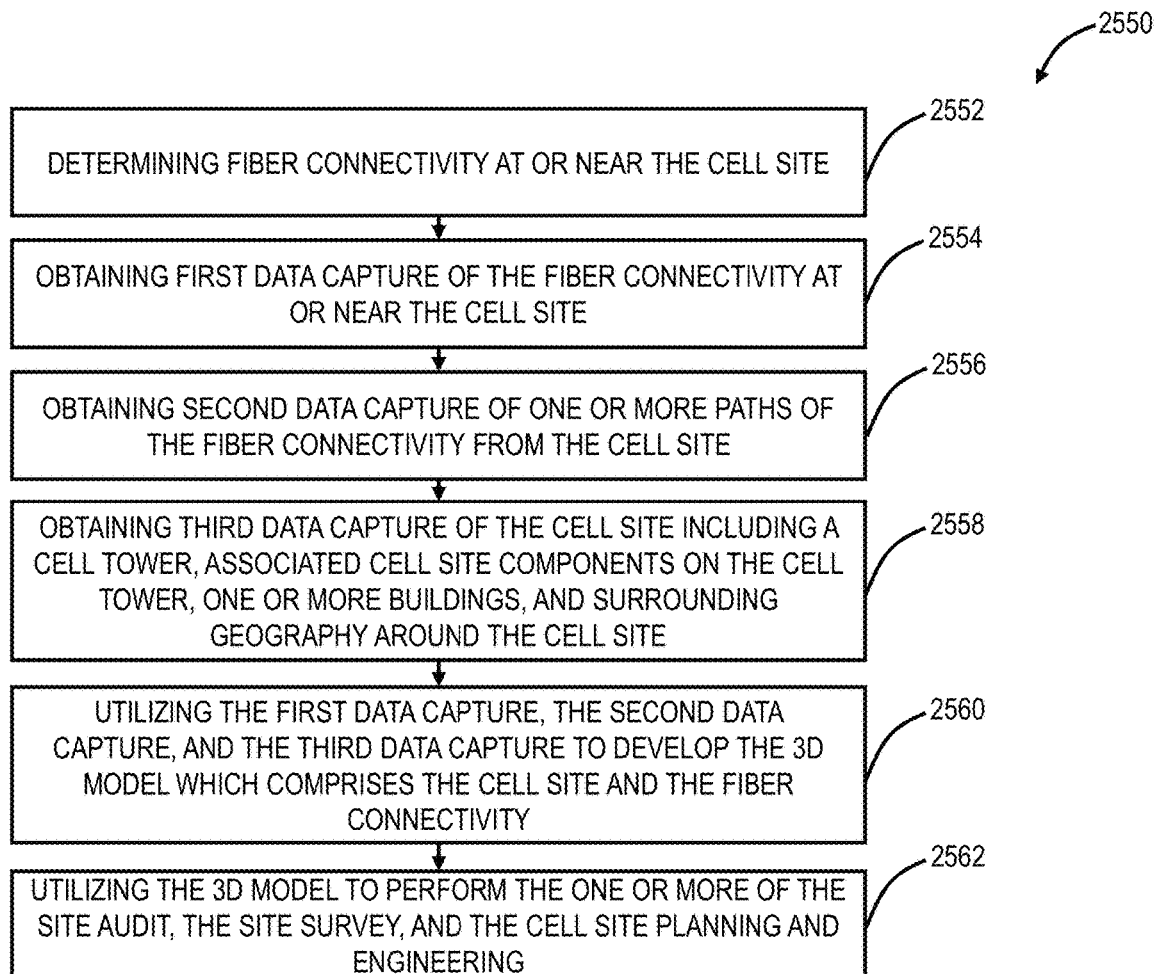 2550
2552
DETERMINING FIBER CONNECTIVITY AT OR NEAR THE CELL SITE
2554
OBTAINING FIRST DATA CAPTURE OF THE FIBER CONNECTIVITY AT
OR NEAR THE CELL SITE
2556
OBTAINING SECOND DATA CAPTURE OF ONE OR MORE PATHS OF
THE FIBER CONNECTIVITY FROM THE CELL SITE
2558
OBTAINING THIRD DATA CAPTURE OF THE CELL SITE INCLUDING A
CELL TOWER, ASSOCIATED CELL SITE COMPONENTS ON THE CELL
TOWER, ONE OR MORE BUILDINGS, AND SURROUNDING
GEOGRAPHY AROUND THE CELL SITE
2560
UTILIZING THE FIRST DATA CAPTURE, THE SECOND DATA
CAPTURE, AND THE THIRD DATA CAPTURE TO DEVELOP THE 3D
MODEL WHICH COMPRISES THE CELL SITE AND THE FIBER
CONNECTIVITY
2562
UTILIZING THE 3D MODEL TO PERFORM THE ONE OR MORE OF THE
SITE AUDIT, THE SITE SURVEY, AND THE CELL SITE PLANNING AND
ENGINEERING